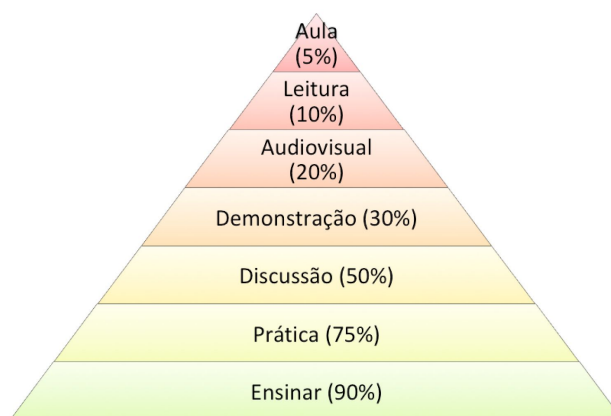 Aula
(5%)
Leitura
(10%)
Audiovisual
(20%)
Demonstração (30%)
Discussão (50%)
Prática (75%)
Ensinar (90%)